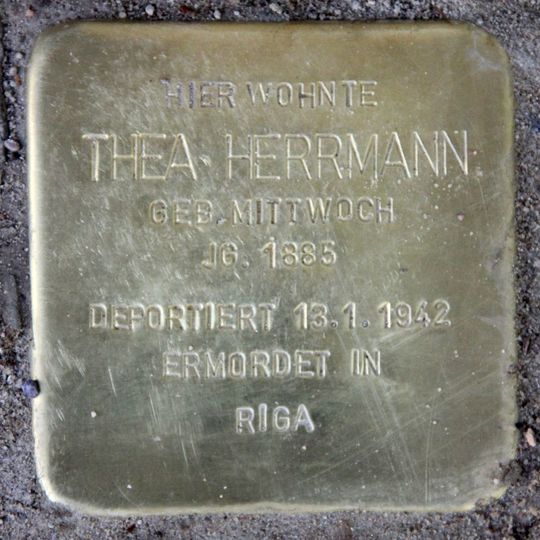 HIER WOHNTE
THEA HERRMANN
GEB. MITTWOCH
JG. 1885
DEPORTIERT 13.1.1942
ERMORDET IN
RIGA